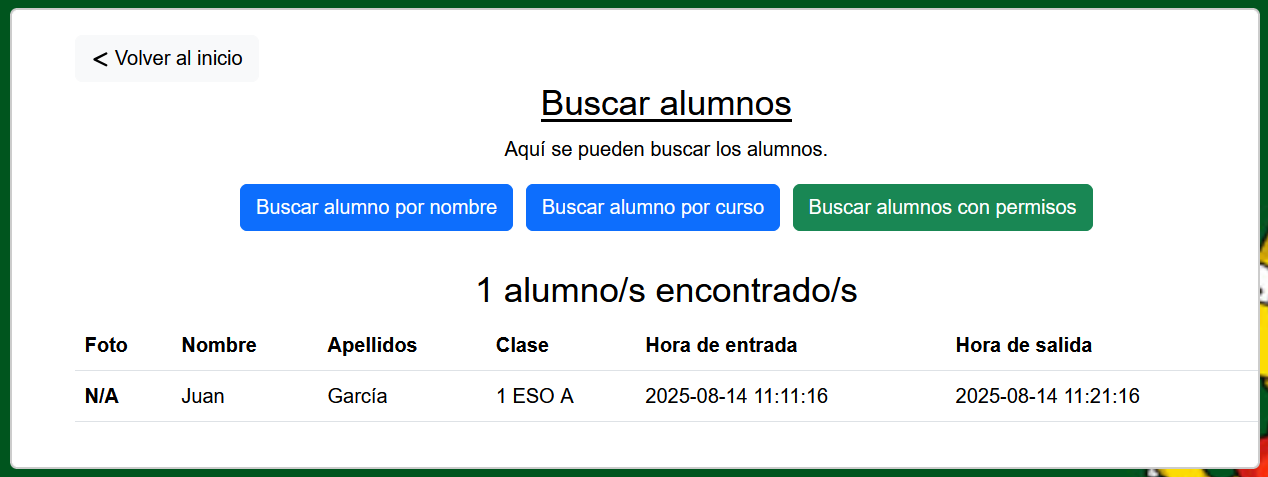 < Volver al inicio
Buscar alumnos
Aquí se pueden buscar los alumnos.
Buscar alumno por nombre Buscar alumno por curso Buscar alumnos con permisos
1 alumno/s encontrado/s
Foto Nombre Apellidos Clase Hora de entrada Hora de salida
N/A Juan García 1 ESO A 2025-08-14 11:11:16 2025-08-14 11:21:16